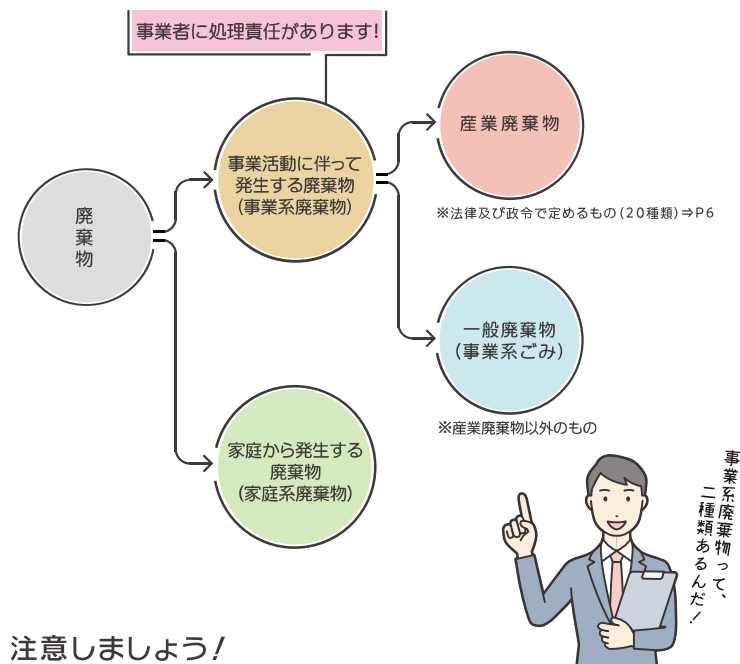 事業者に処理責任があります!
産業廃棄物
事業活動に伴って
発生する廃棄物
(事業系廃棄物)
※法律及び政令で定めるもの(20種類)⇒P6
廃
棄
物
一般廃棄物
(事業系ごみ)
※産業廃棄物以外のもの
家庭から発生する
廃棄物
(家庭系廃棄物)
事業系廃棄物って、
二種類あるんだ!
注意しましょう!